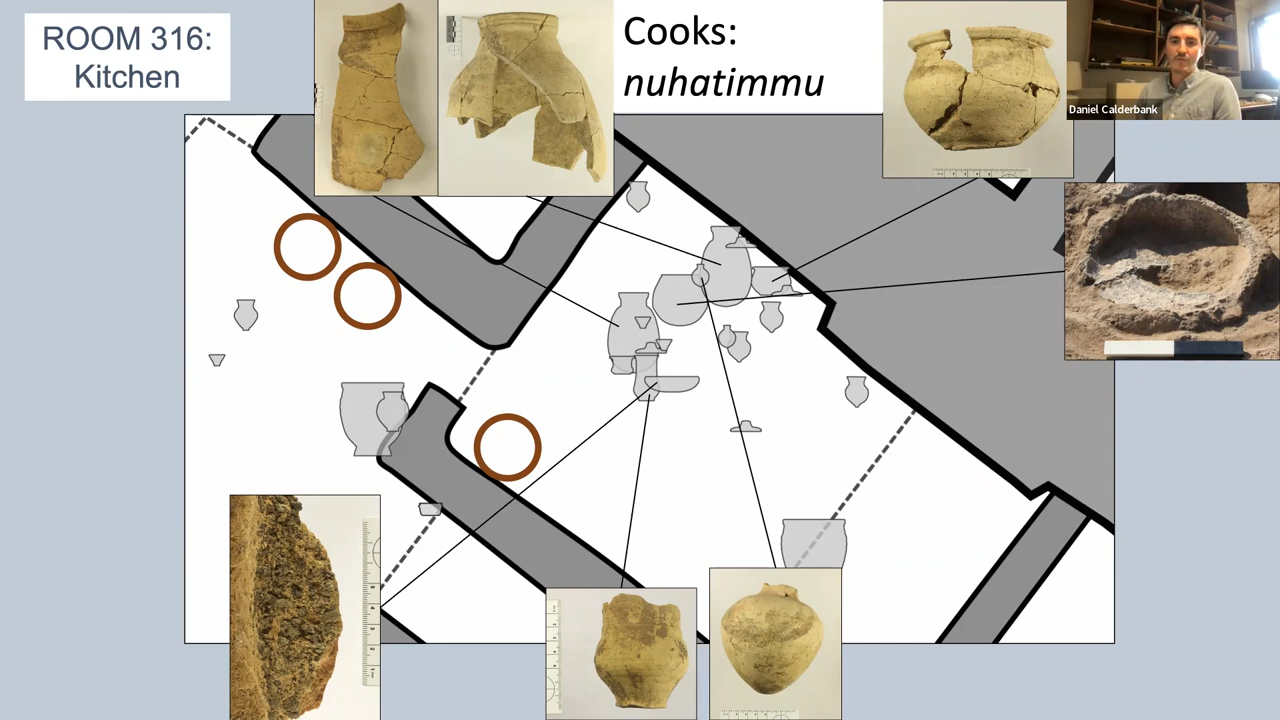 ROOM 316:
Kitchen
Cooks:
nuhatimmu
Daniel Calderbank